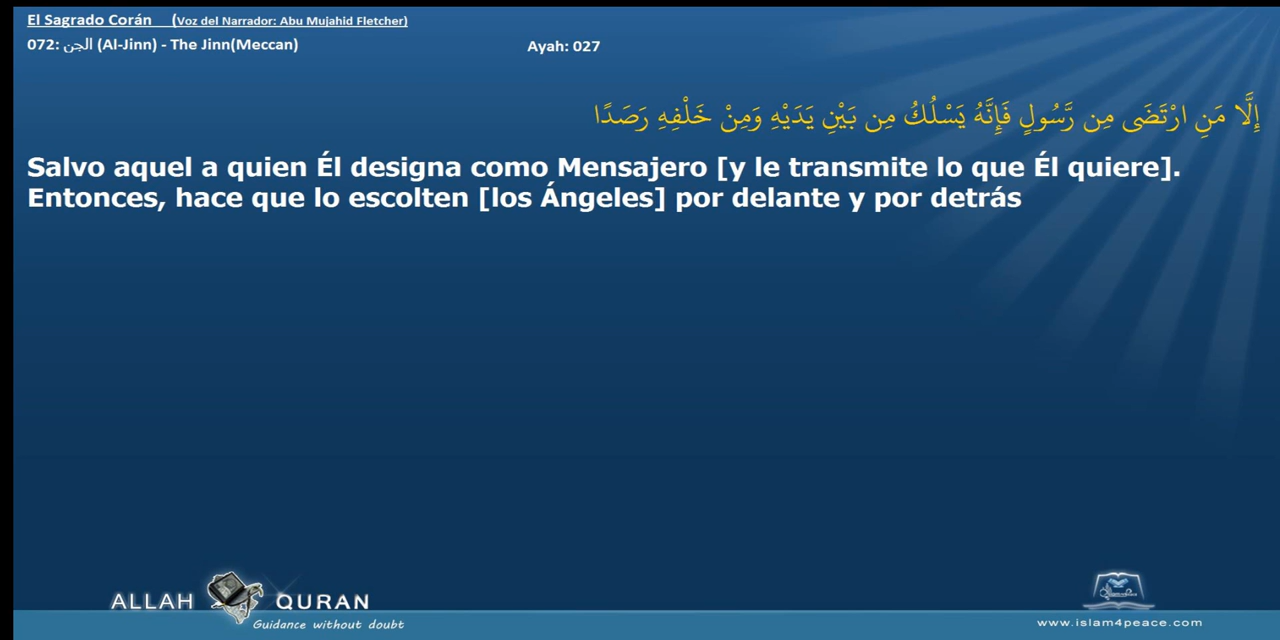 El Sagrado Corán (Voz del Narrador: Abu Mujahid Fletcher)
072: الجن (Al-Jinn) - The Jinn(Meccan) Ayah: 027
إِلَّا مَنِ ارْتَضَى مِن رَّسُولٍ فَإِنَّهُ يَسْلُكُ مِن بَيْنِ يَدَيْهِ وَمِنْ خَلْفِهِ رَصَدًا
Salvo aquel a quien Él designa como Mensajero [y le transmite lo que Él quiere].
Entonces, hace que lo escolten [los Ángeles] por delante y por detrás
ALLAH QURAN
Guidance without doubt
www.islam4peace.com